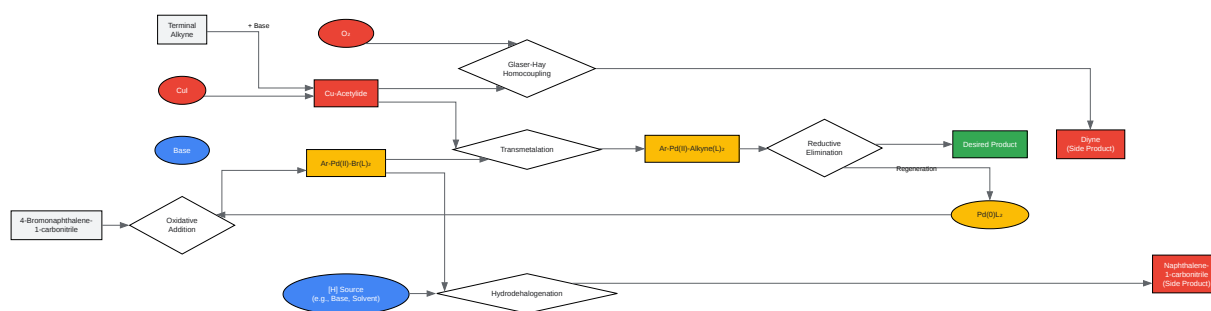 Terminal
Alkyne
+ Base
O₂
Glaser-Hay
Homocoupling
CuI
Cu-Acetylide
Base
Ar-Pd(II)-Br(L)₂
Transmetalation
Ar-Pd(II)-Alkyne(L)₂
Reductive
Elimination
Desired Product
Diyne
(Side Product)
Regeneration
4-Bromonaphthalene-
1-carbonitrile
Oxidative
Addition
Pd(0)L₂
[H] Source
(e.g., Base, Solvent)
Hydrodehalogenation
Naphthalene-
1-carbonitrile
(Side Product)